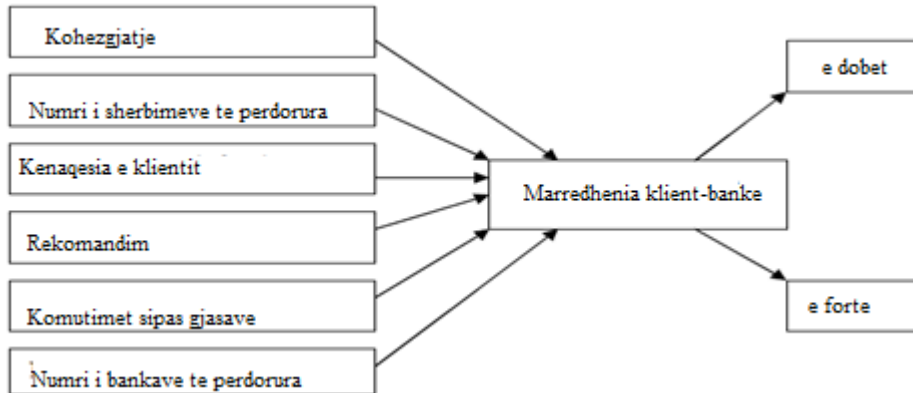 Kohezgjatje
Numri i sherbimeve te perdorura
Kenaqesia e klientit
Rekomandim
Komutimet sipas gjasave
Numri i bankave te perdorura
Marredhenia klient-banke
e dobet
e forte